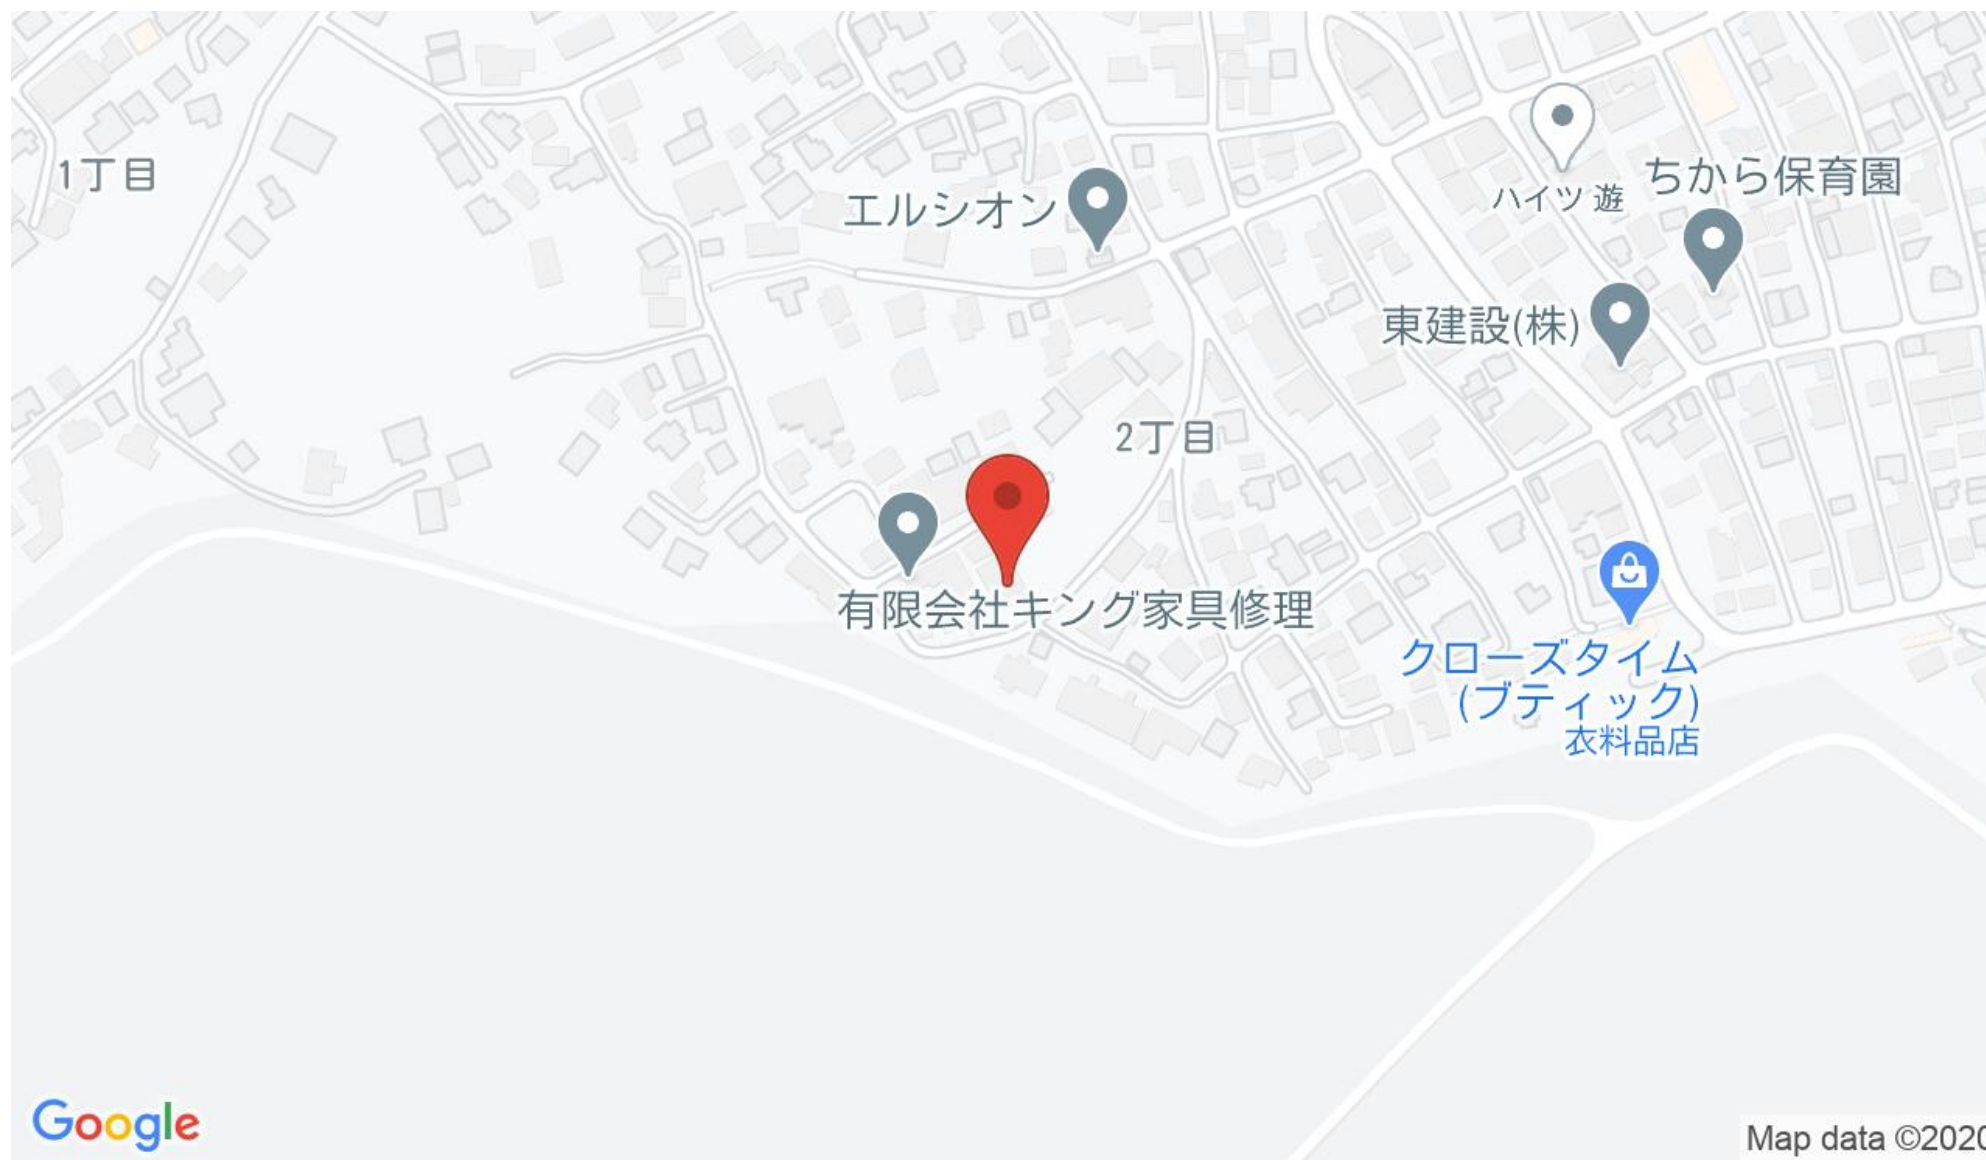 1丁目
エルシオン
ハイツ 遊
ちから保育園
東建設(株)
2丁目
有限会社キング家具修理
クローズタイム
(ブティック)
衣料品店
Google
Map data ©2020